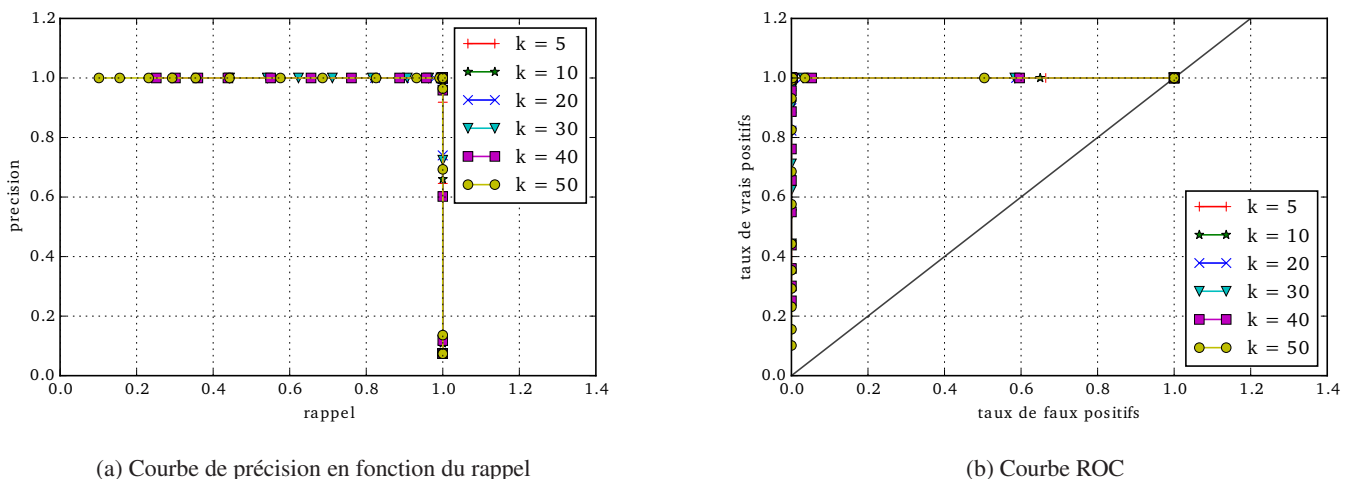 1.2
1.0
0.8
0.6
0.4
0.2
0.0
precision
0.0 0.2 0.4 0.6 0.8 1.0 1.2 1.4
rappel
k = 5
k = 10
k = 20
k = 30
k = 40
k = 50
(a) Courbe de précision en fonction du rappel
1.2
1.0
0.8
0.6
0.4
0.2
0.0
taux de vrais positifs
0.0 0.2 0.4 0.6 0.8 1.0 1.2 1.4
taux de faux positifs
k = 5
k = 10
k = 20
k = 30
k = 40
k = 50
(b) Courbe ROC